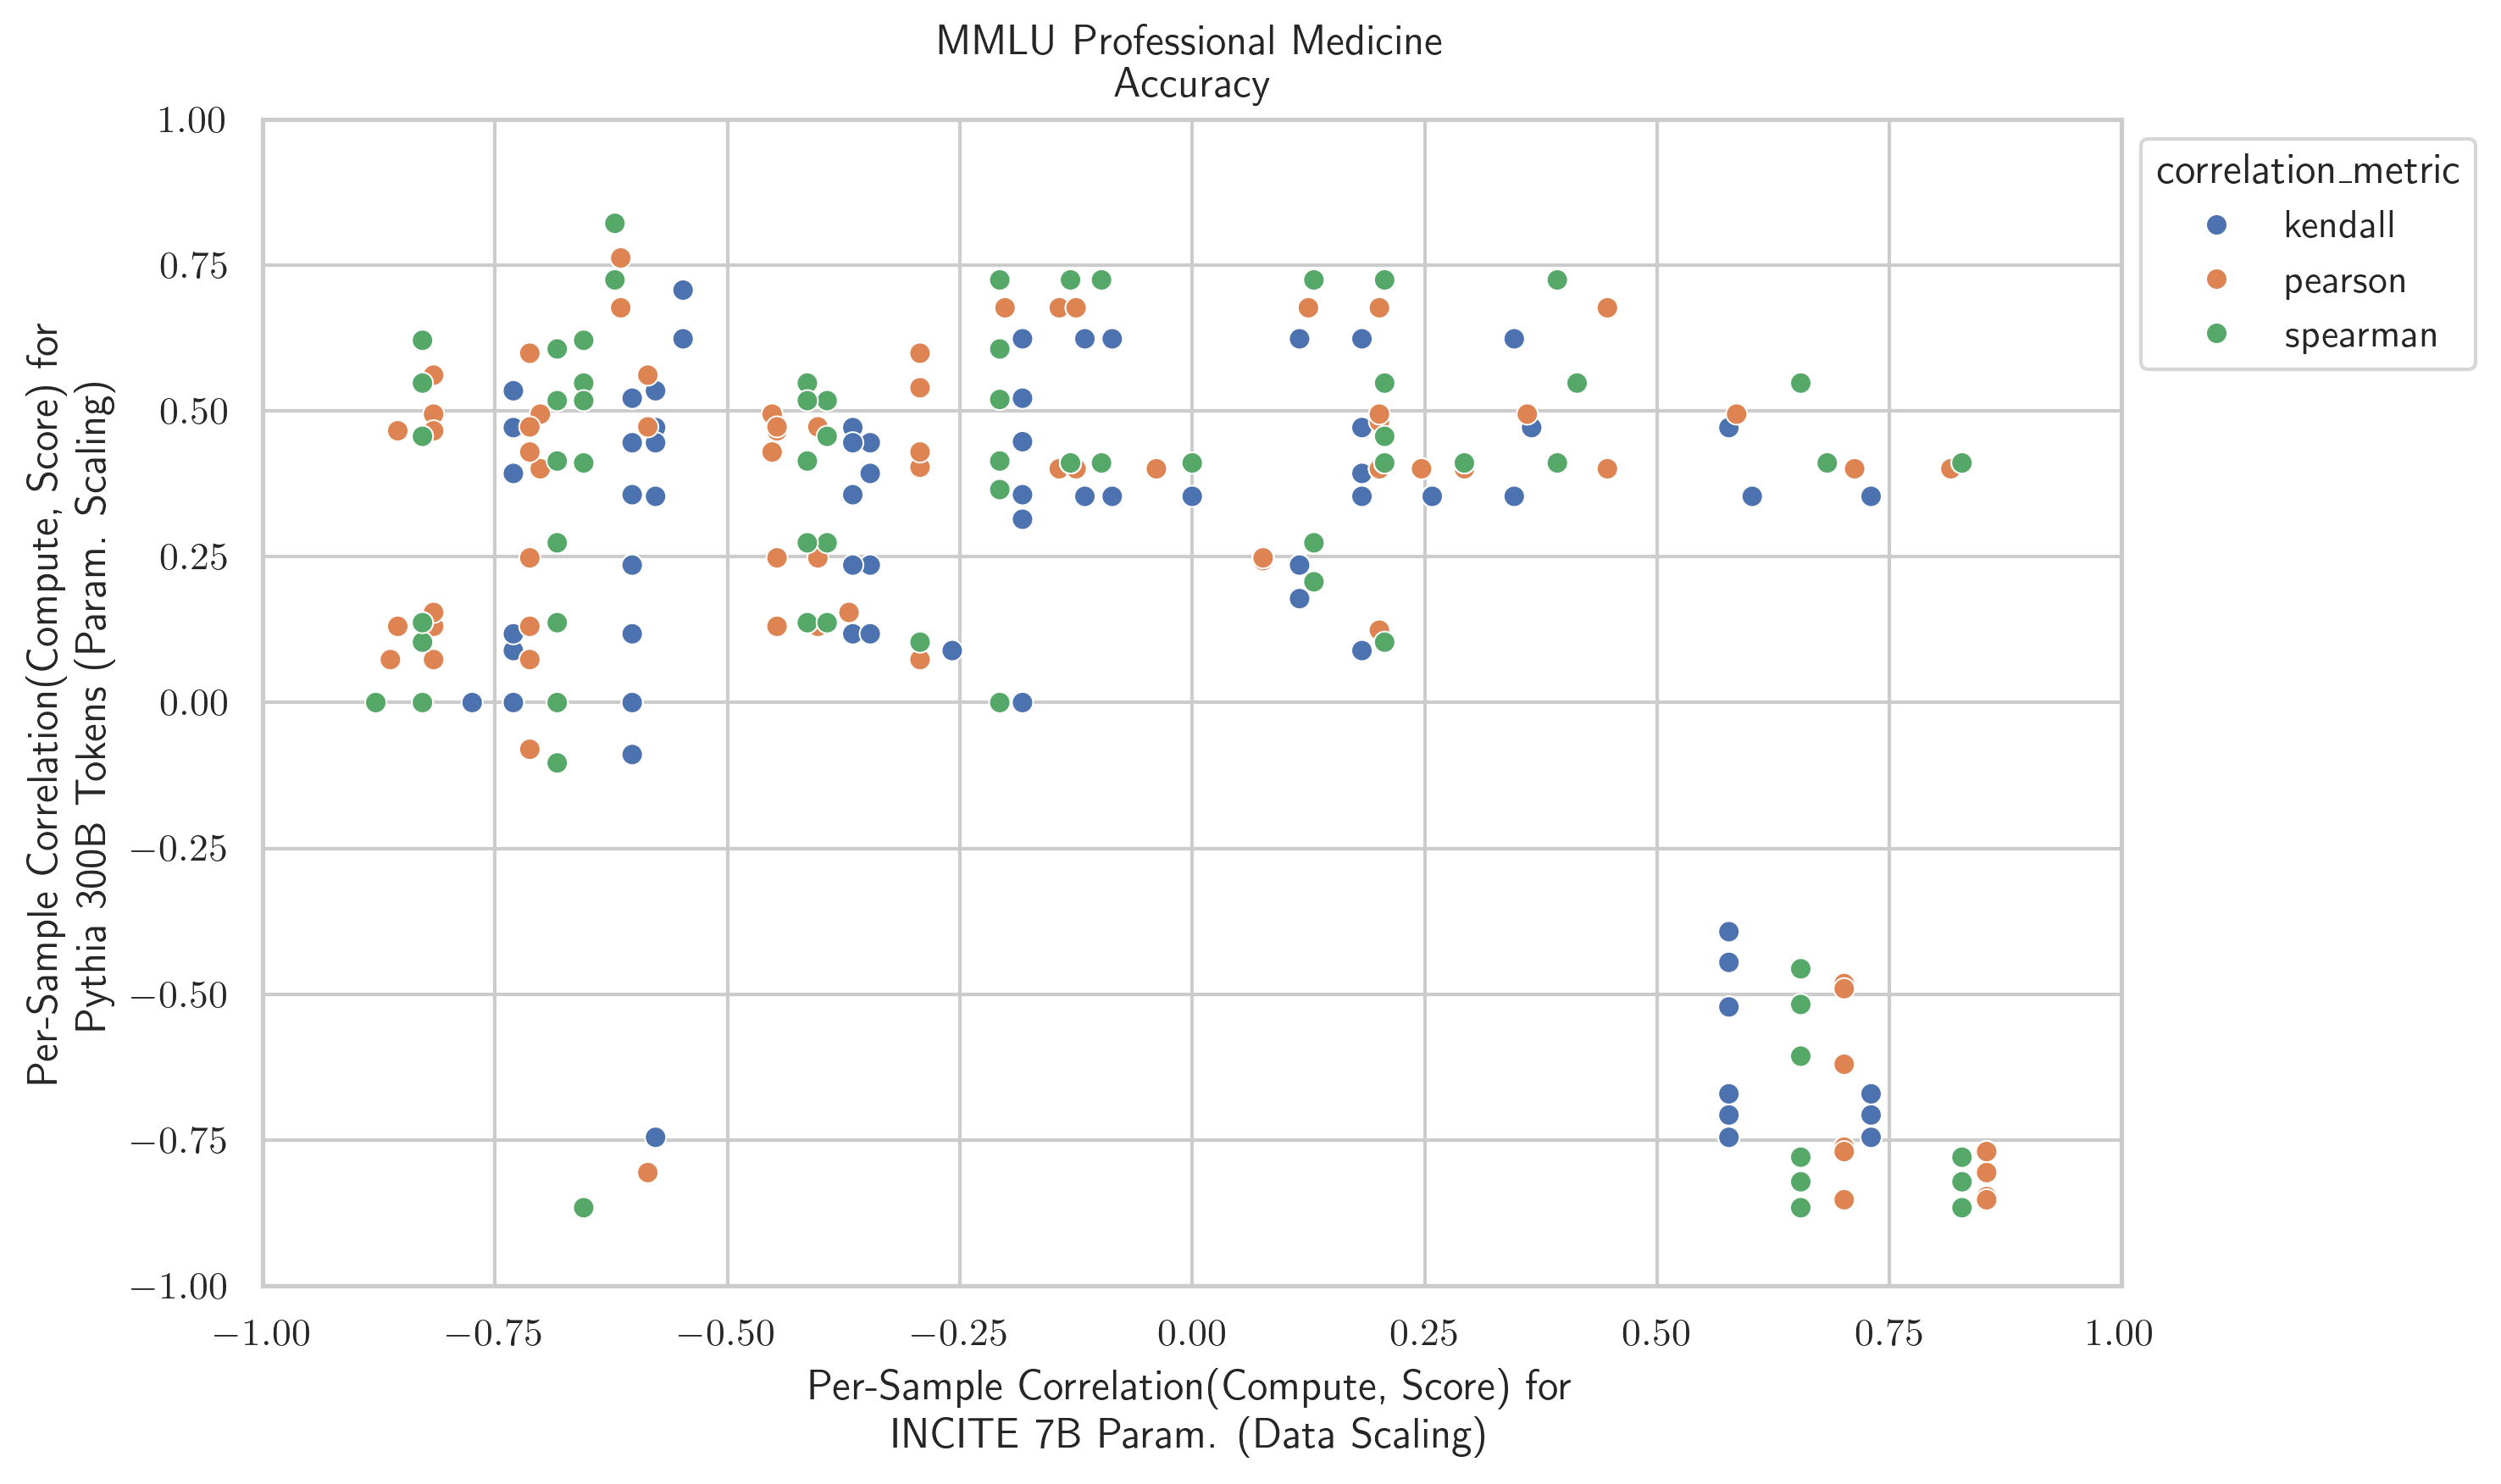 MMLU Professional Medicine
Accuracy
Per-Sample Correlation(Compute, Score) for
Pythia 300B Tokens (Param. Scaling)
1.00
0.75
0.50
0.25
0.00
−0.25
−0.50
−0.75
−1.00
−1.00
−0.75
−0.50
−0.25
0.00
0.25
0.50
0.75
1.00
Per-Sample Correlation(Compute, Score) for
INCITE 7B Param. (Data Scaling)
correlation_metric
kendall
pearson
spearman